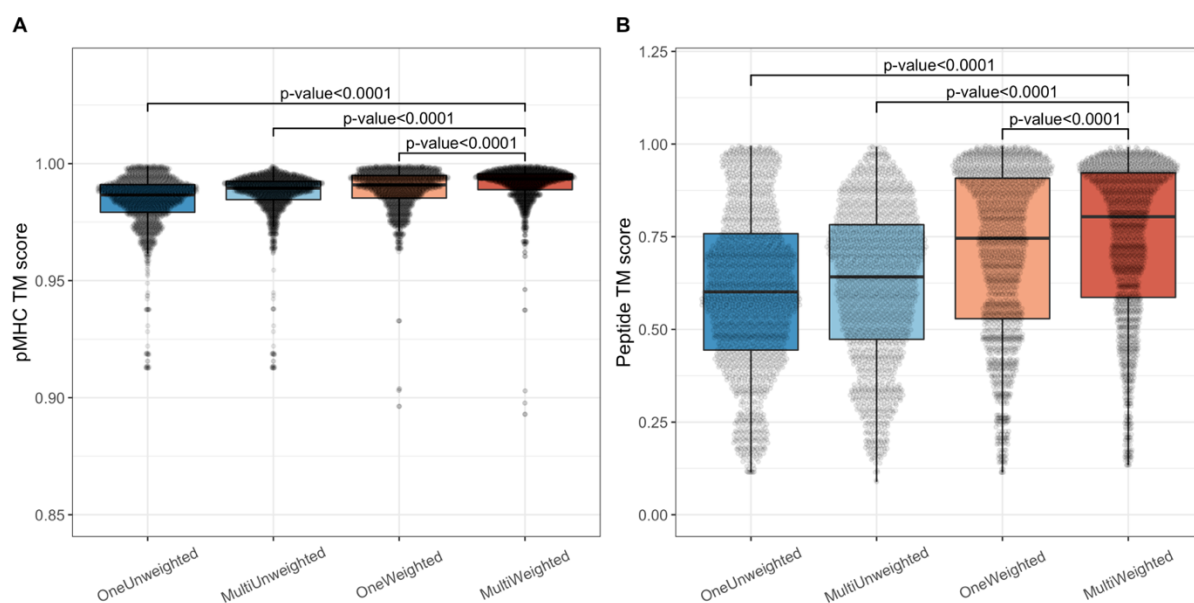 A
pMHC TM score
1.00
0.95
0.90
0.85
p-value<0.0001
p-value<0.0001
p-value<0.0001
OneUnweighted
MultiUnweighted
OneWeighted
MultiWeighted
B
Peptide TM score
1.25
1.00
0.75
0.50
0.25
0.00
p-value<0.0001
p-value<0.0001
p-value<0.0001
OneUnweighted
MultiUnweighted
OneWeighted
MultiWeighted